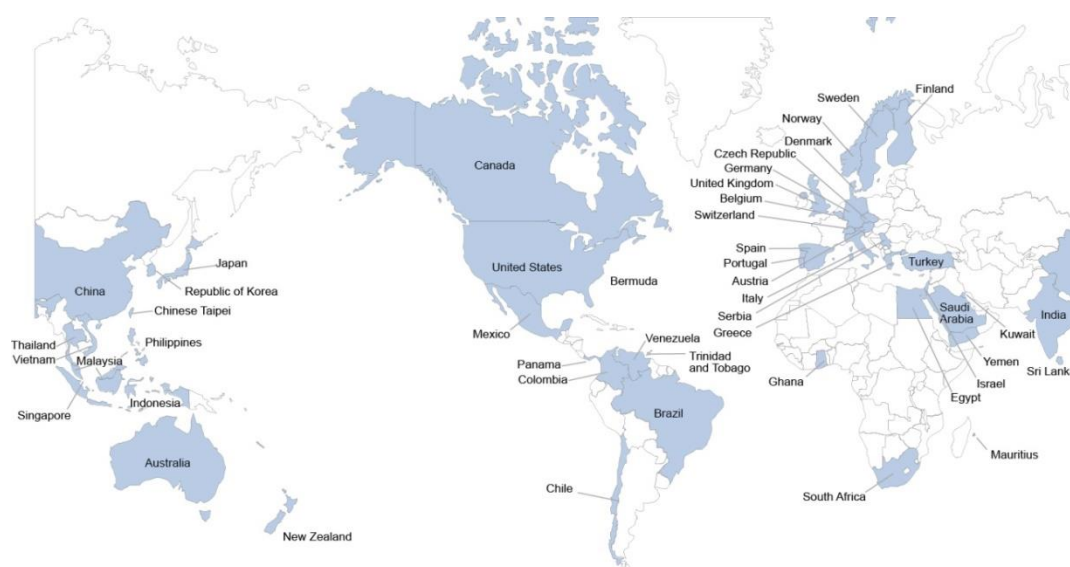 Sweden
Finland
Norway
Denmark
Czech Republic
Germany
United Kingdom
Belgium
Switzerland
Canada
Spain
Portugal
Austria
Italy
Serbia
Greece
Turkey
Saudi
Arabia
Kuwait
India
Yemen
Sri Lank
Israel
Egypt
United States
Bermuda
Mexico
Japan
China
Republic of Korea
Chinese Taipei
Thailand
Vietnam
Philippines
Malaysia
Indonesia
Singapore
Venezuela
Panama
Trinidad
and Tobago
Colombia
Ghana
Brazil
Australia
Mauritius
Chile
South Africa
New Zealand